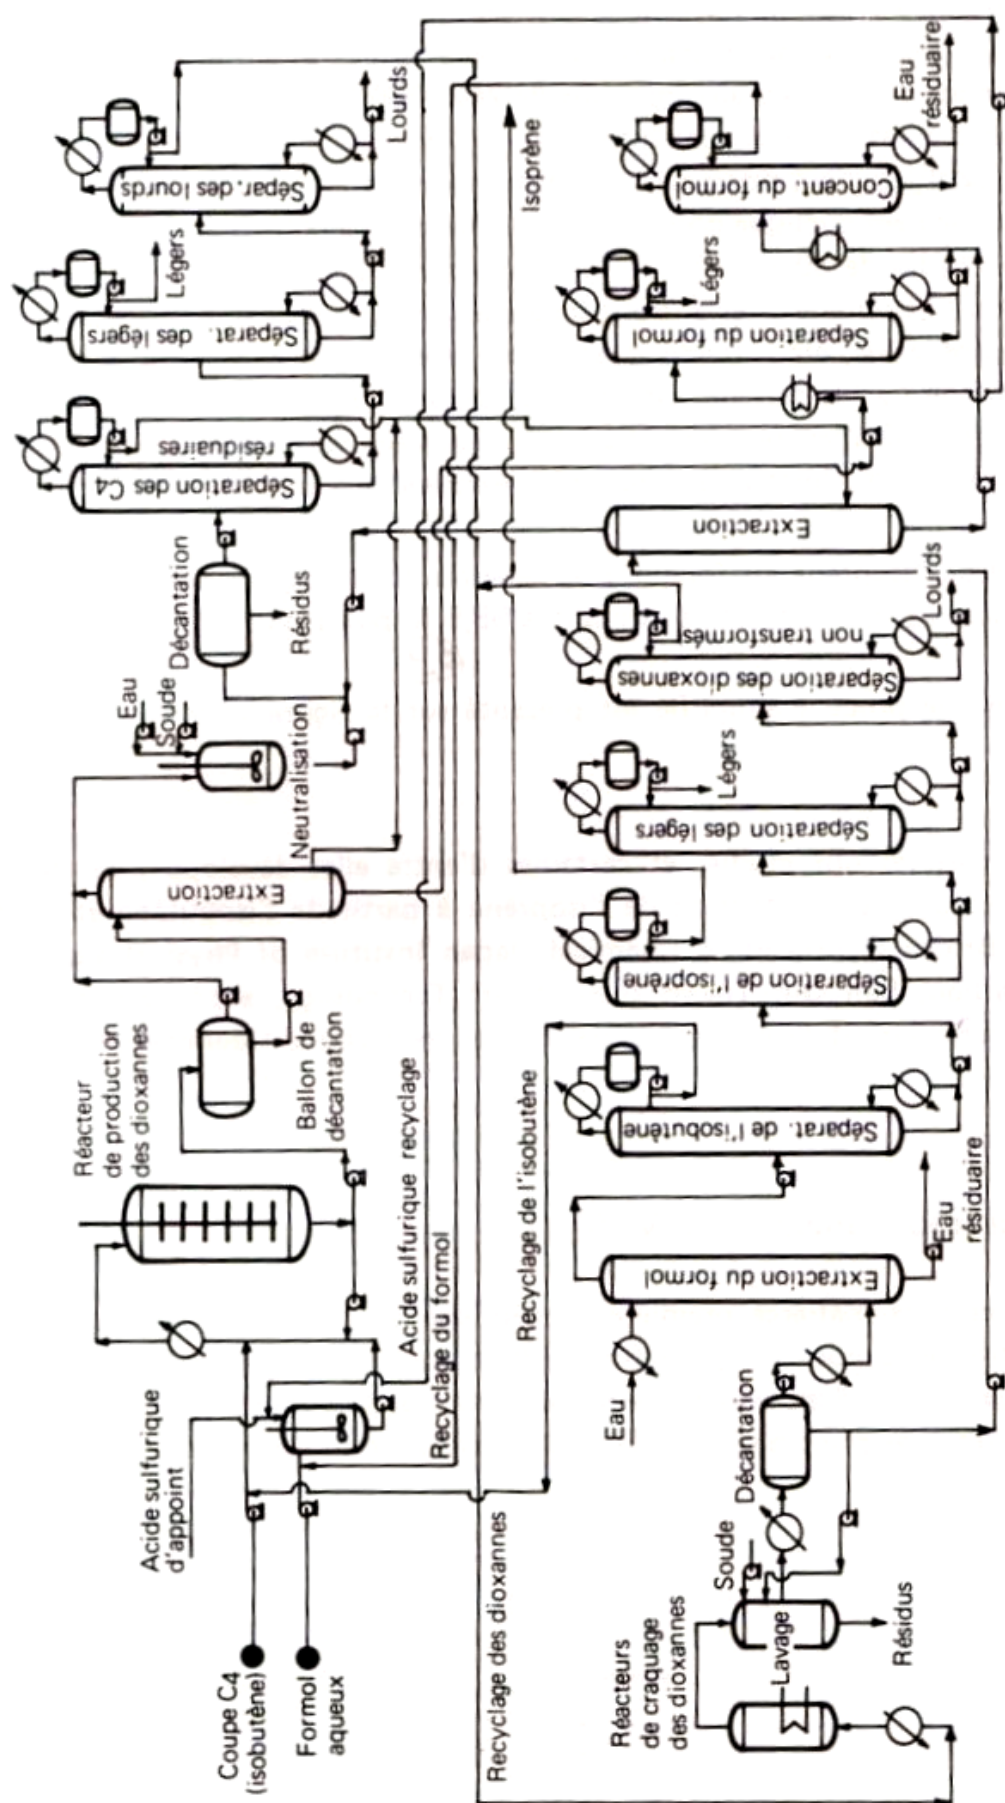 Coupe C4
(isobutène)
Formol
aqueux
Acide sulfurique
d'appoint
Réacteur
de production
des dioxannes
Ballon de
décantation
Extraction
Eau
Soude
Neutralisation
Décantation
Résidus
Séparation des C4
résiduaires
Séparat. des légers
Légers
Sépar. des lourds
Lourds
Acide sulfurique recyclage
Recyclage du formol
Recyclage des dioxannes
Recyclage de l'isobutène
Isoprène
Réacteurs
de craquage
des dioxannes
Lavage
Soude
Résidus
Décantation
Eau
Extraction du formol
Eau
résiduaire
Séparat. de l'isobutène
Séparation de l'isoprène
Séparation des légers
Légers
Séparation des dioxannes
non transformés
Lourds
Extraction
Séparation du formol
Légers
Concent. du formol
Eau
résiduaire